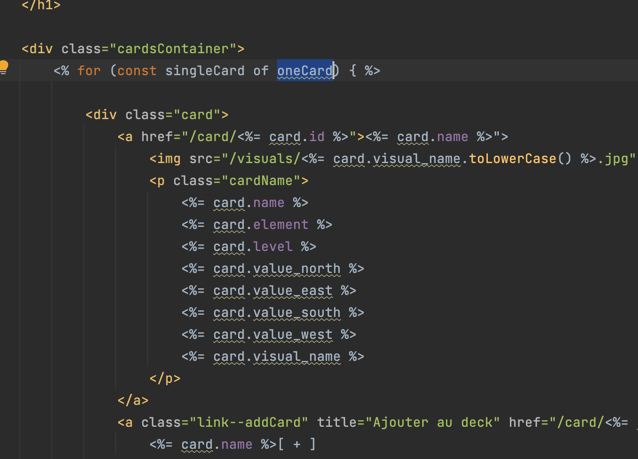 </h1>
<div class="cardsContainer">
<% for (const singleCard of oneCard) { %>
<div class="card">
<a href="/card/<%= card.id %>"><%= card.name %>">
<img src="/visuals/<%= card.visual_name.toLowerCase() %>.jpg"
<p class="cardName">
<%= card.name %>
<%= card.element %>
<%= card.level %>
<%= card.value_north %>
<%= card.value_east %>
<%= card.value_south %>
<%= card.value_west %>
<%= card.visual_name %>
</p>
</a>
<a class="link--addCard" title="Ajouter au deck" href="/card/<%=
<%= card.name %>[ + ]